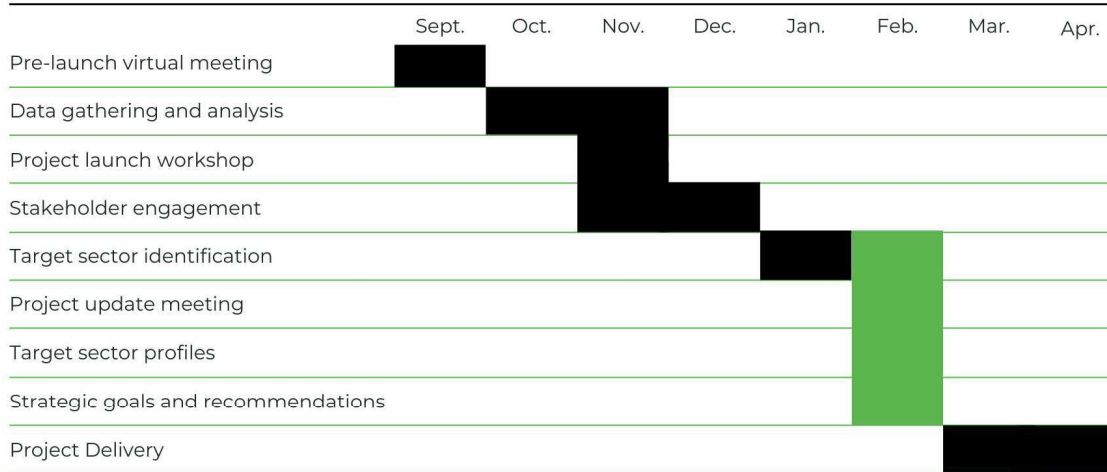 Sept. Oct. Nov. Dec. Jan. Feb. Mar. Apr.
Pre-launch virtual meeting
Data gathering and analysis
Project launch workshop
Stakeholder engagement
Target sector identification
Project update meeting
Target sector profiles
Strategic goals and recommendations
Project Delivery